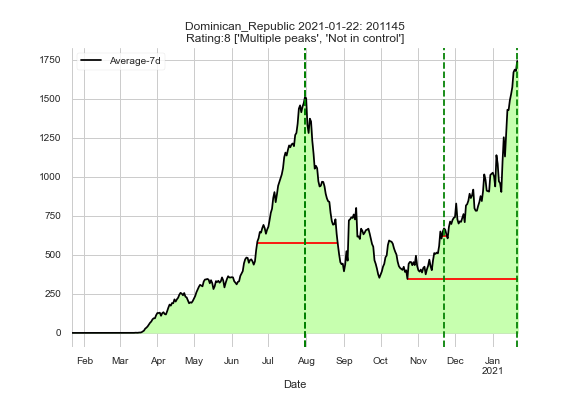 Dominican_Republic 2021-01-22: 201145
Rating:8 ['Multiple peaks', 'Not in control']
Average-7d
1750
1500
1250
1000
750
500
250
0
Feb Mar Apr May Jun Jul Aug Sep Oct Nov Dec Jan
2021
Date